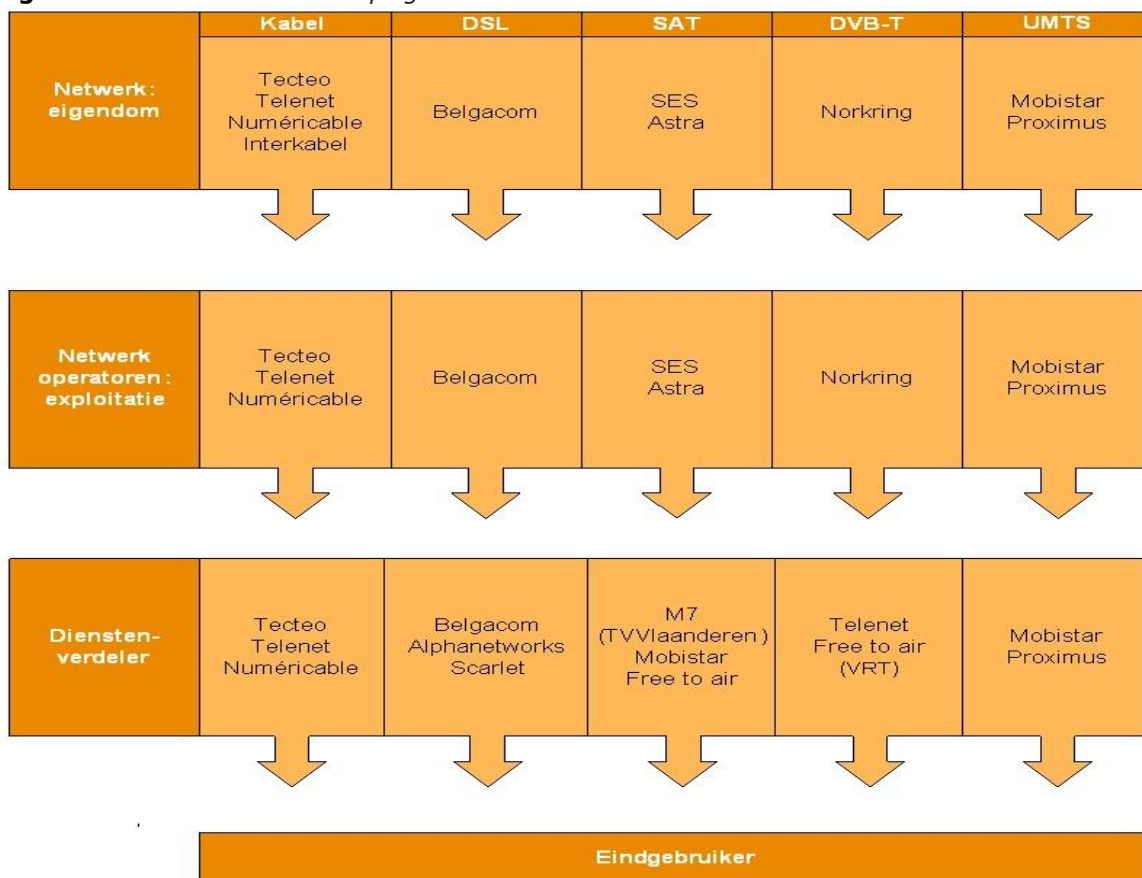 Kabel DSL SAT DVB-T UMTS
Netwerk:
eigendom
Tecteo
Telenet
Numéricable
Interkabel
Belgacom
SES
Astra
Norkring
Mobistar
Proximus
Netwerk
operatoren:
exploitatie
Tecteo
Telenet
Numéricable
Belgacom
SES
Astra
Norkring
Mobistar
Proximus
Diensten-
verdeler
Tecteo
Telenet
Numéricable
Belgacom
Alphanetworks
Scarlet
M7
(TVVlaanderen)
Mobistar
Free to air
Telenet
Free to air
(VRT)
Mobistar
Proximus
Eindgebruiker